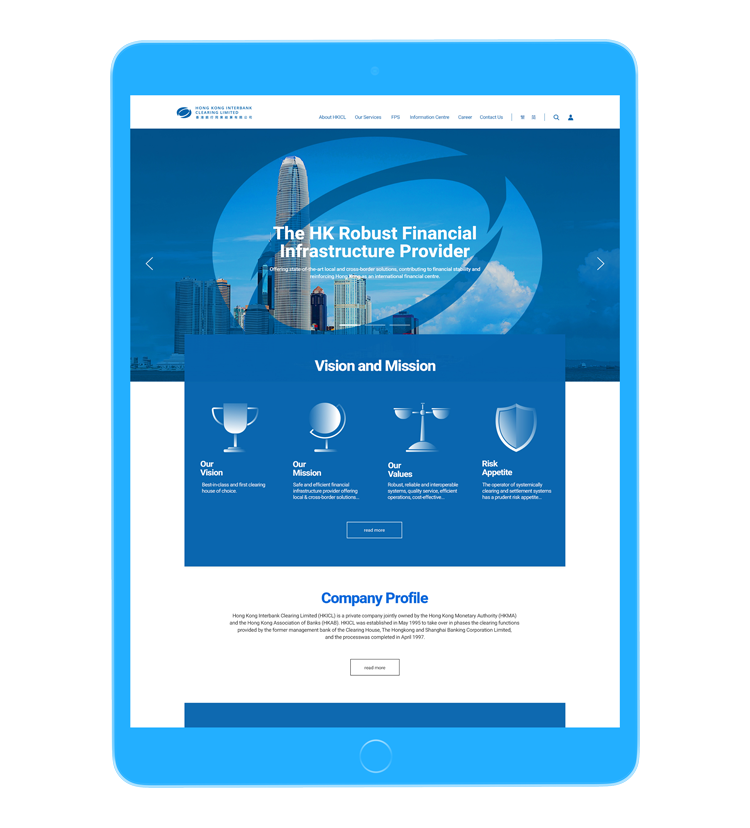 HONG KONG INTERBANK
CLEARING LIMITED
香港銀行同業結算有限公司
About HKICL Our Services FPS Information Centre Career Contact Us 繁 簡
The HK Robust Financial
Infrastructure Provider
Offering state-of-the-art local and cross-border solutions, contributing to financial stability and
reinforcing Hong Kong as an international financial centre.
Vision and Mission
Our
Vision
Best-in-class and first clearing
house of choice.
Our
Mission
Safe and efficient financial
infrastructure provider offering
local & cross-border solutions...
Our
Values
Robust, reliable and interoperable
systems, quality service, efficient
operations, cost-effective...
Risk
Appetite
The operator of systemically
clearing and settlement systems
has a prudent risk appetite...
read more
Company Profile
Hong Kong Interbank Clearing Limited (HKICL) is a private company jointly owned by the Hong Kong Monetary Authority (HKMA)
and the Hong Kong Association of Banks (HKAB). HKICL was established in May 1995 to take over in phases the clearing functions
provided by the former management bank of the Clearing House, The Hongkong and Shanghai Banking Corporation Limited,
and the processwas completed in April 1997.
read more